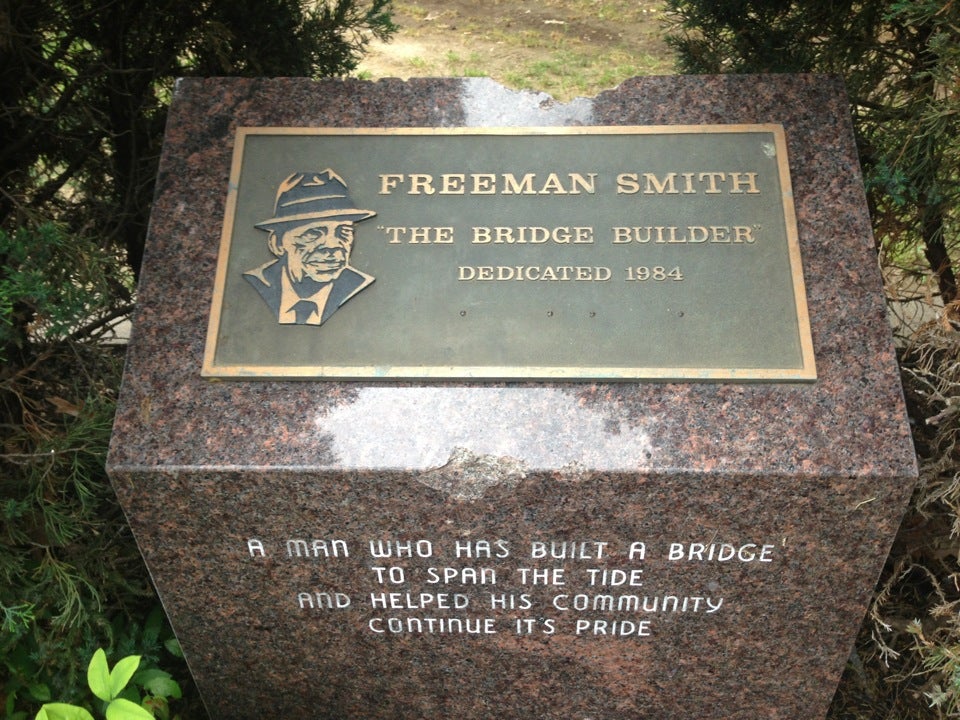 FREEMAN SMITH
"THE BRIDGE BUILDER"
DEDICATED 1984
A MAN WHO HAS BUILT A BRIDGE
TO SPAN THE TIDE
AND HELPED HIS COMMUNITY
CONTINUE IT'S PRIDE